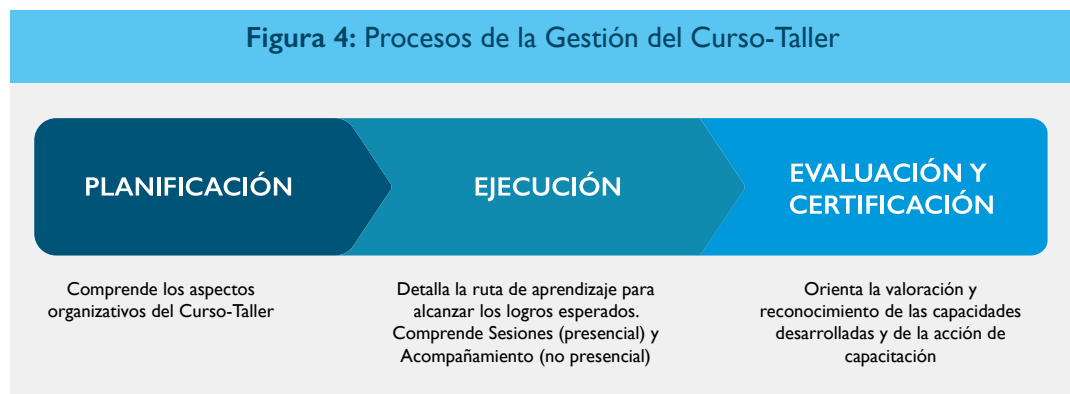 Figura 4: Procesos de la Gestión del Curso-Taller
PLANIFICACIÓN
EJECUCIÓN
EVALUACIÓN Y
CERTIFICACIÓN
Comprende los aspectos
organizativos del Curso-Taller
Detalla la ruta de aprendizaje para
alcanzar los logros esperados.
Comprende Sesiones (presencial) y
Acompañamiento (no presencial)
Orienta la valoración y
reconocimiento de las capacidades
desarrolladas y de la acción de
capacitación